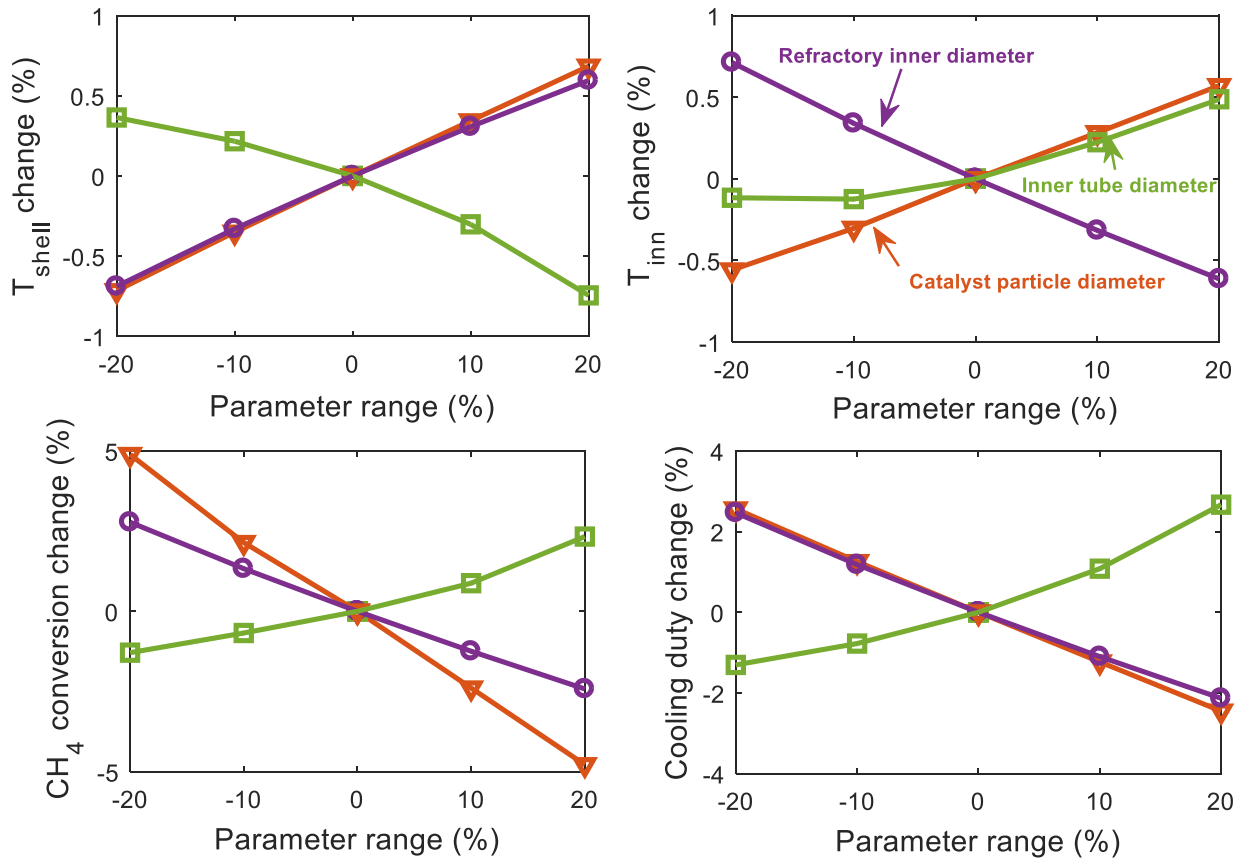 T_shell change (%)
1
0.5
0
-0.5
-1
-20 -10 0 10 20
Parameter range (%)
T_inn change (%)
1
0.5
0
-0.5
-1
Refractory inner diameter
Inner tube diameter
Catalyst particle diameter
-20 -10 0 10 20
Parameter range (%)
CH_4 conversion change (%)
5
0
-5
-20 -10 0 10 20
Parameter range (%)
Cooling duty change (%)
4
2
0
-2
-4
-20 -10 0 10 20
Parameter range (%)